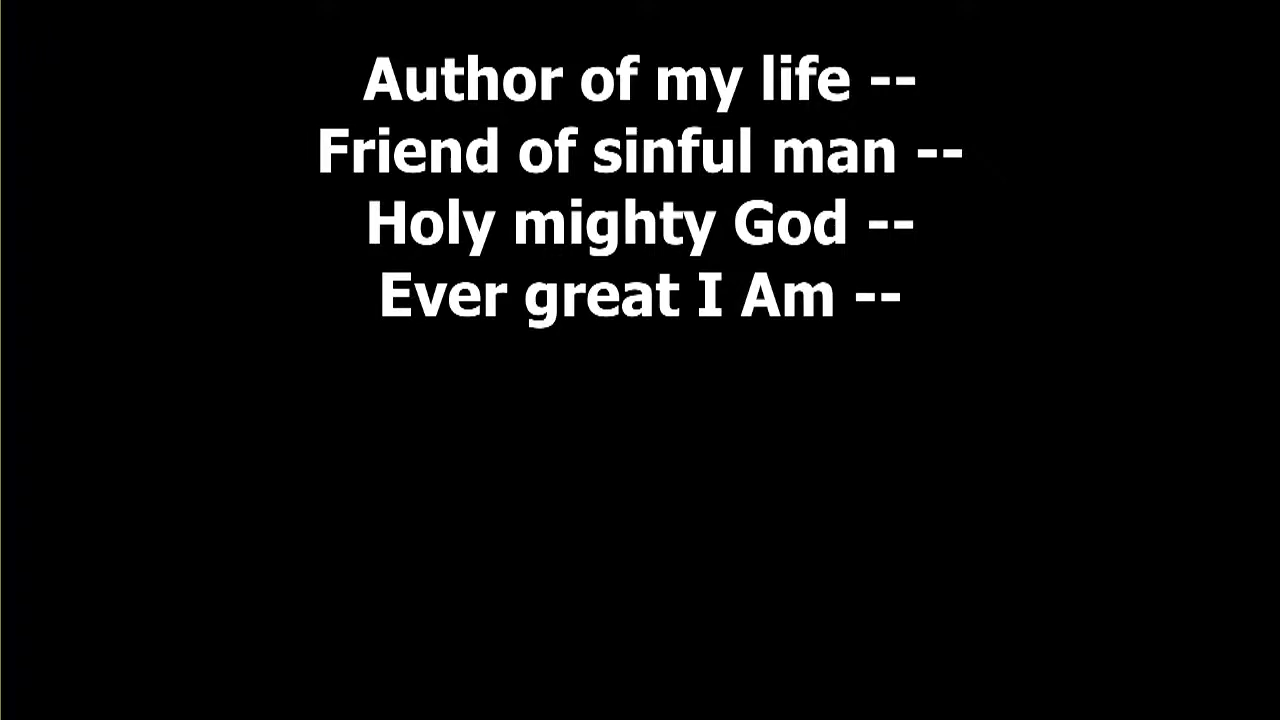 Author of my life --
Friend of sinful man --
Holy mighty God --
Ever great I Am --